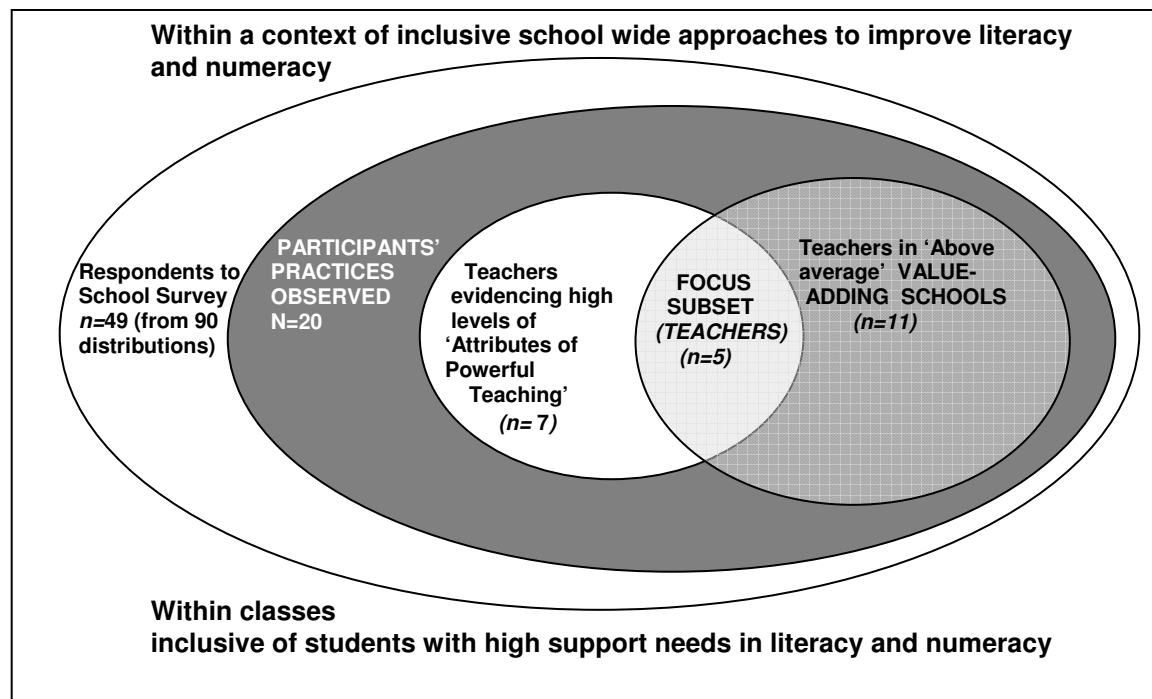 Within a context of inclusive school wide approaches to improve literacy
and numeracy
Respondents to
School Survey
n=49 (from 90
distributions)
PARTICIPANTS’
PRACTICES
OBSERVED
N=20
Teachers
evidencing high
levels of
‘Attributes of
Powerful
Teaching’
(n= 7)
FOCUS
SUBSET
(TEACHERS)
(n=5)
Teachers in ‘Above
average’ VALUE-
ADDING SCHOOLS
(n=11)
Within classes
inclusive of students with high support needs in literacy and numeracy